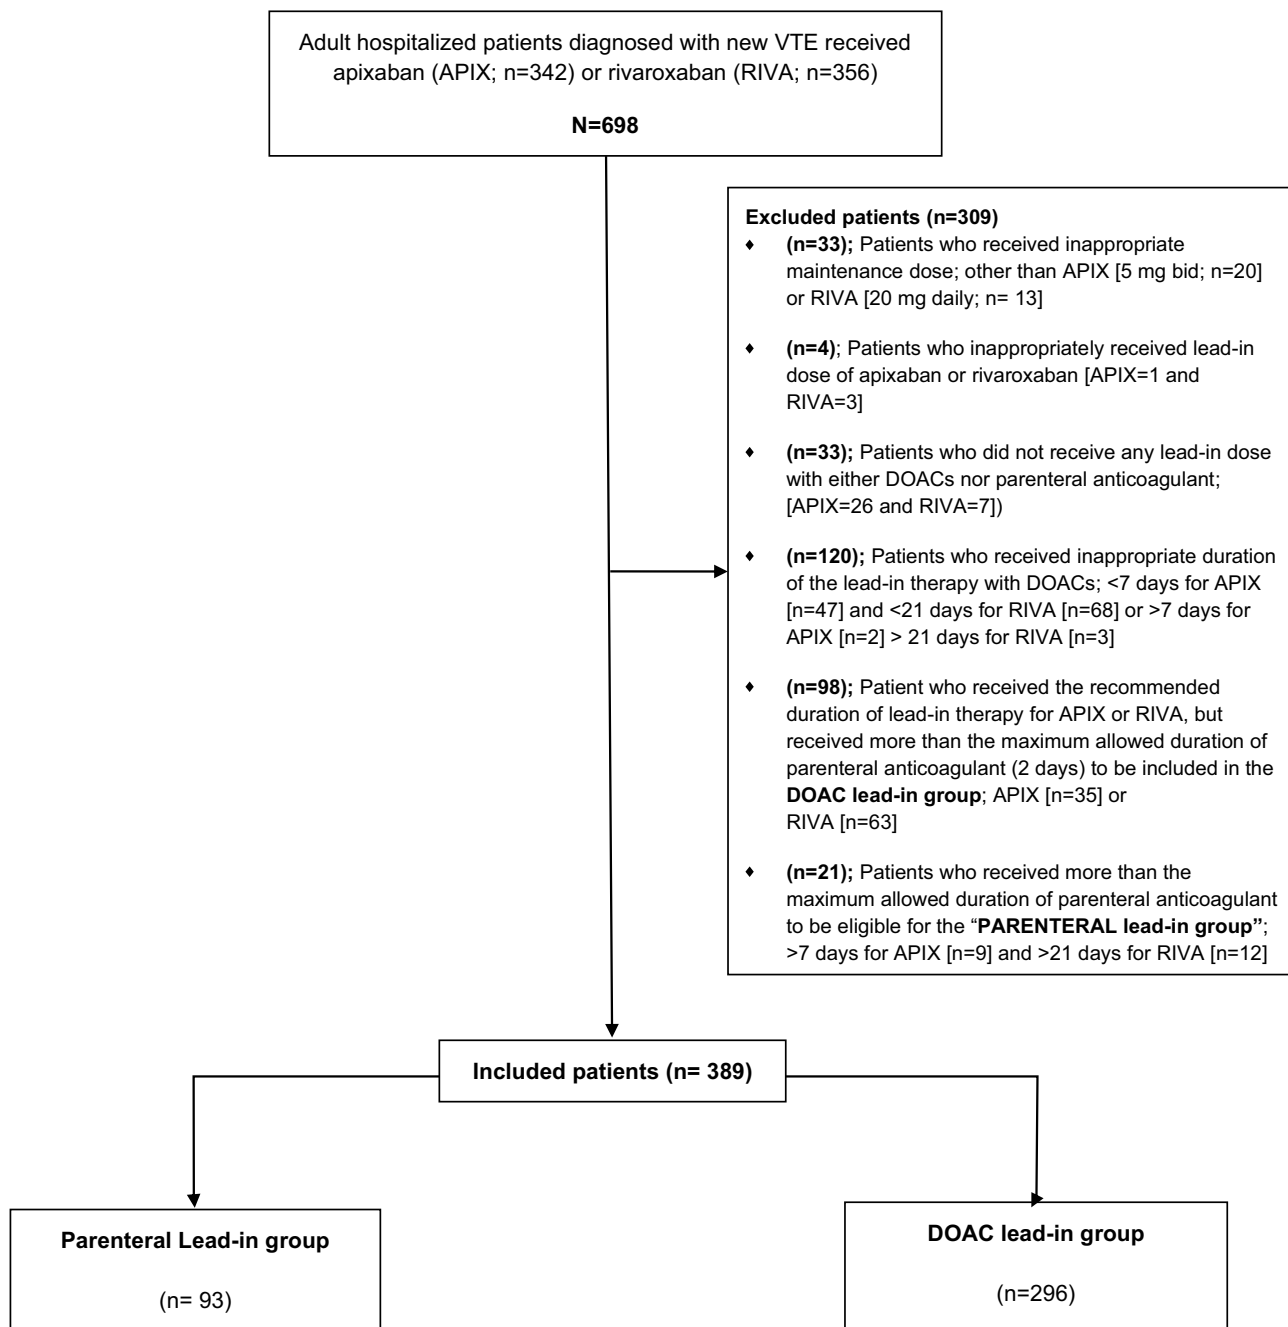 Adult hospitalized patients diagnosed with new VTE received
apixaban (APIX; n=342) or rivaroxaban (RIVA; n=356)
N=698
Excluded patients (n=309)
♦ (n=33); Patients who received inappropriate
maintenance dose; other than APIX [5 mg bid; n=20]
or RIVA [20 mg daily; n= 13]
♦ (n=4); Patients who inappropriately received lead-in
dose of apixaban or rivaroxaban [APIX=1 and
RIVA=3]
♦ (n=33); Patients who did not receive any lead-in dose
with either DOACs nor parenteral anticoagulant;
[APIX=26 and RIVA=7])
♦ (n=120); Patients who received inappropriate duration
of the lead-in therapy with DOACs; <7 days for APIX
[n=47] and <21 days for RIVA [n=68] or >7 days for
APIX [n=2] > 21 days for RIVA [n=3]
♦ (n=98); Patient who received the recommended
duration of lead-in therapy for APIX or RIVA, but
received more than the maximum allowed duration of
parenteral anticoagulant (2 days) to be included in the
DOAC lead-in group; APIX [n=35] or
RIVA [n=63]
♦ (n=21); Patients who received more than the
maximum allowed duration of parenteral anticoagulant
to be eligible for the “PARENTERAL lead-in group”;
>7 days for APIX [n=9] and >21 days for RIVA [n=12]
Included patients (n= 389)
Parenteral Lead-in group
(n= 93)
DOAC lead-in group
(n=296)